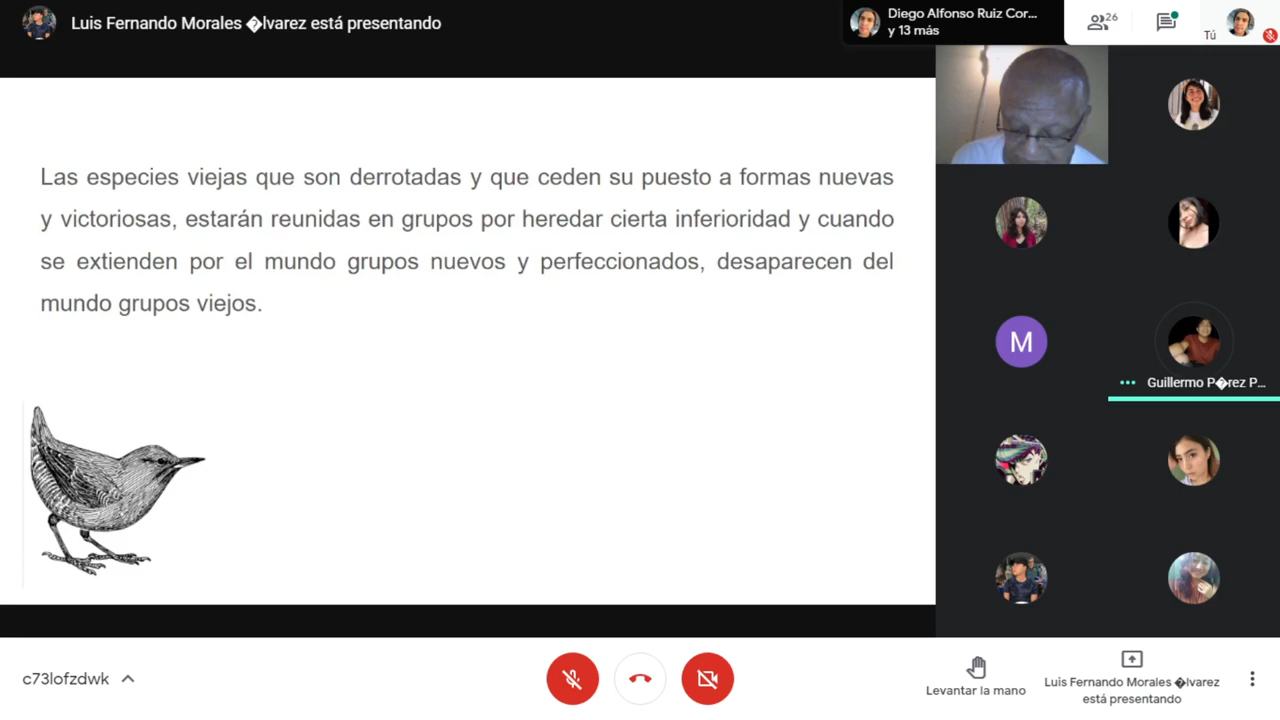 Luis Fernando Morales �lvarez está presentando
Diego Alfonso Ruiz Cor...
y 13 más
26
Tú
Las especies viejas que son derrotadas y que ceden su puesto a formas nuevas
y victoriosas, estarán reunidas en grupos por heredar cierta inferioridad y cuando
se extienden por el mundo grupos nuevos y perfeccionados, desaparecen del
mundo grupos viejos.
M
Guillermo P�rez P...
c73lofzdwk
Levantar la mano
Luis Fernando Morales �lvarez
está presentando